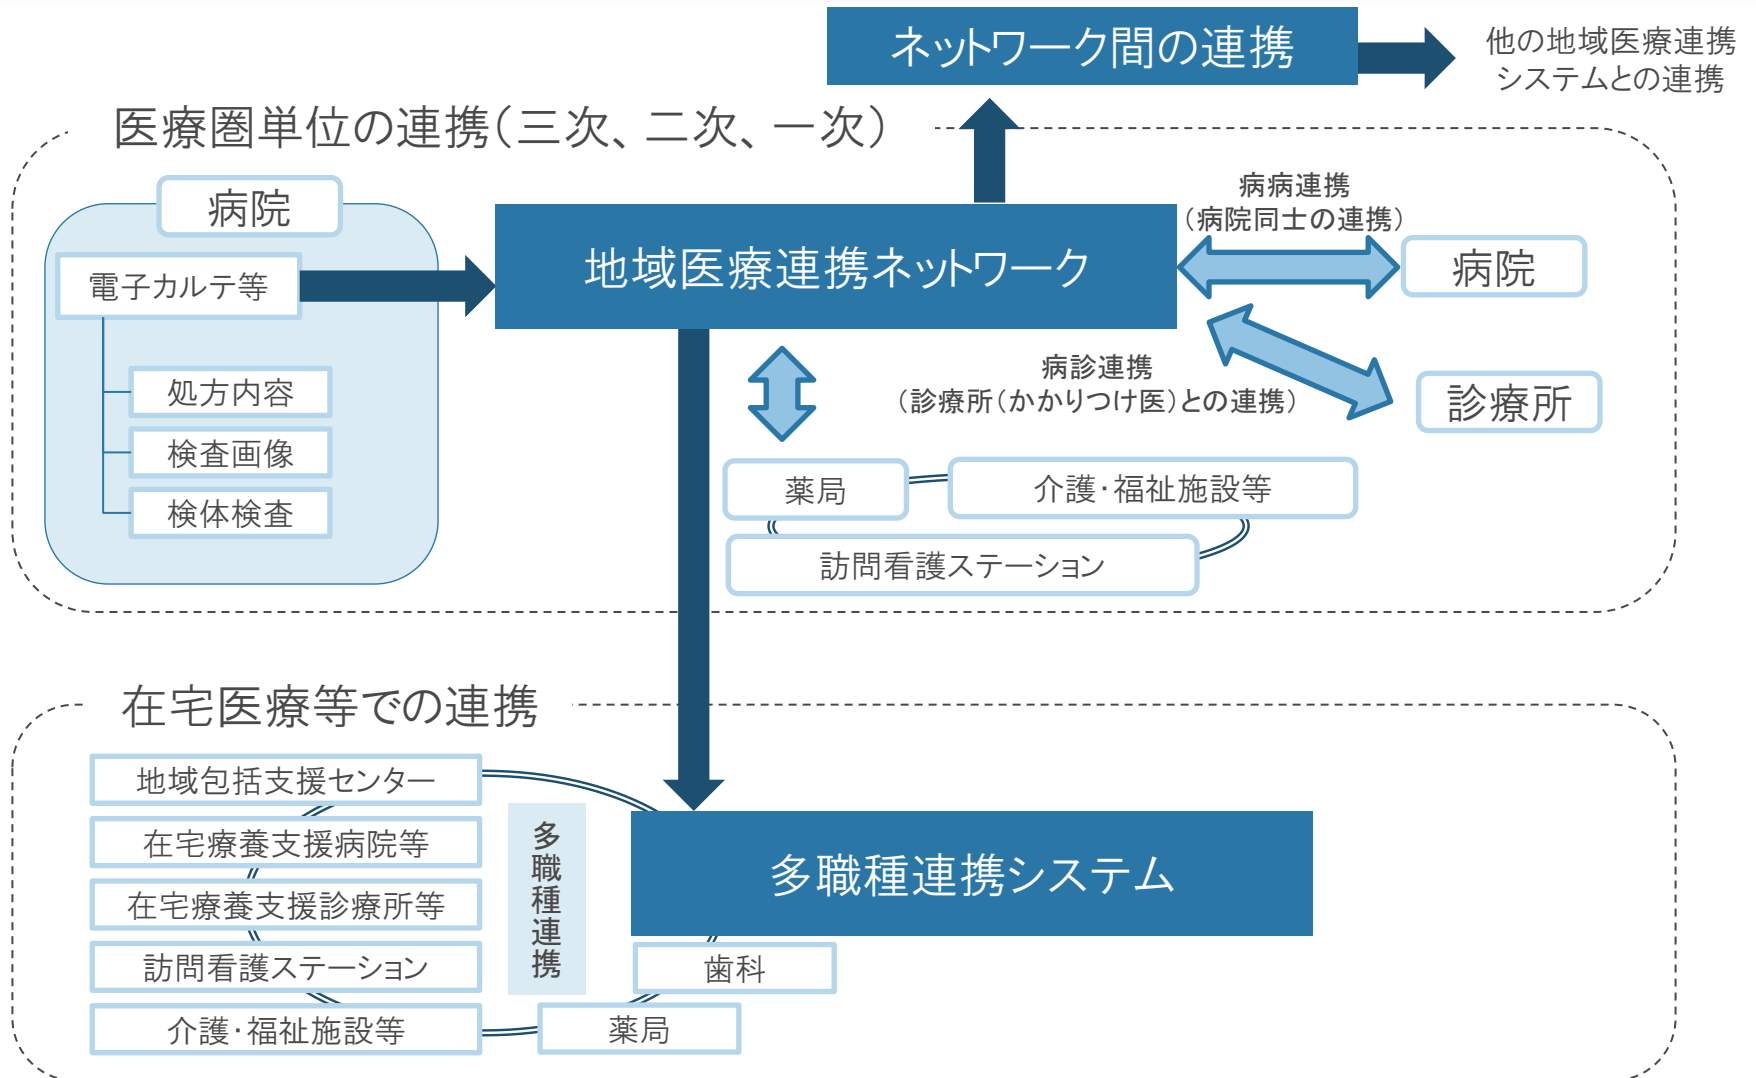 ネットワーク間の連携
他の地域医療連携
システムとの連携
医療圏単位の連携(三次、二次、一次)
病院
電子カルテ等
処方内容
検査画像
検体検査
地域医療連携ネットワーク
病病連携
(病院同士の連携)
病院
病診連携
(診療所(かかりつけ医)との連携)
診療所
薬局
介護・福祉施設等
訪問看護ステーション
在宅医療等での連携
地域包括支援センター
在宅療養支援病院等
在宅療養支援診療所等
訪問看護ステーション
介護・福祉施設等
多職種連携
多職種連携システム
歯科
薬局